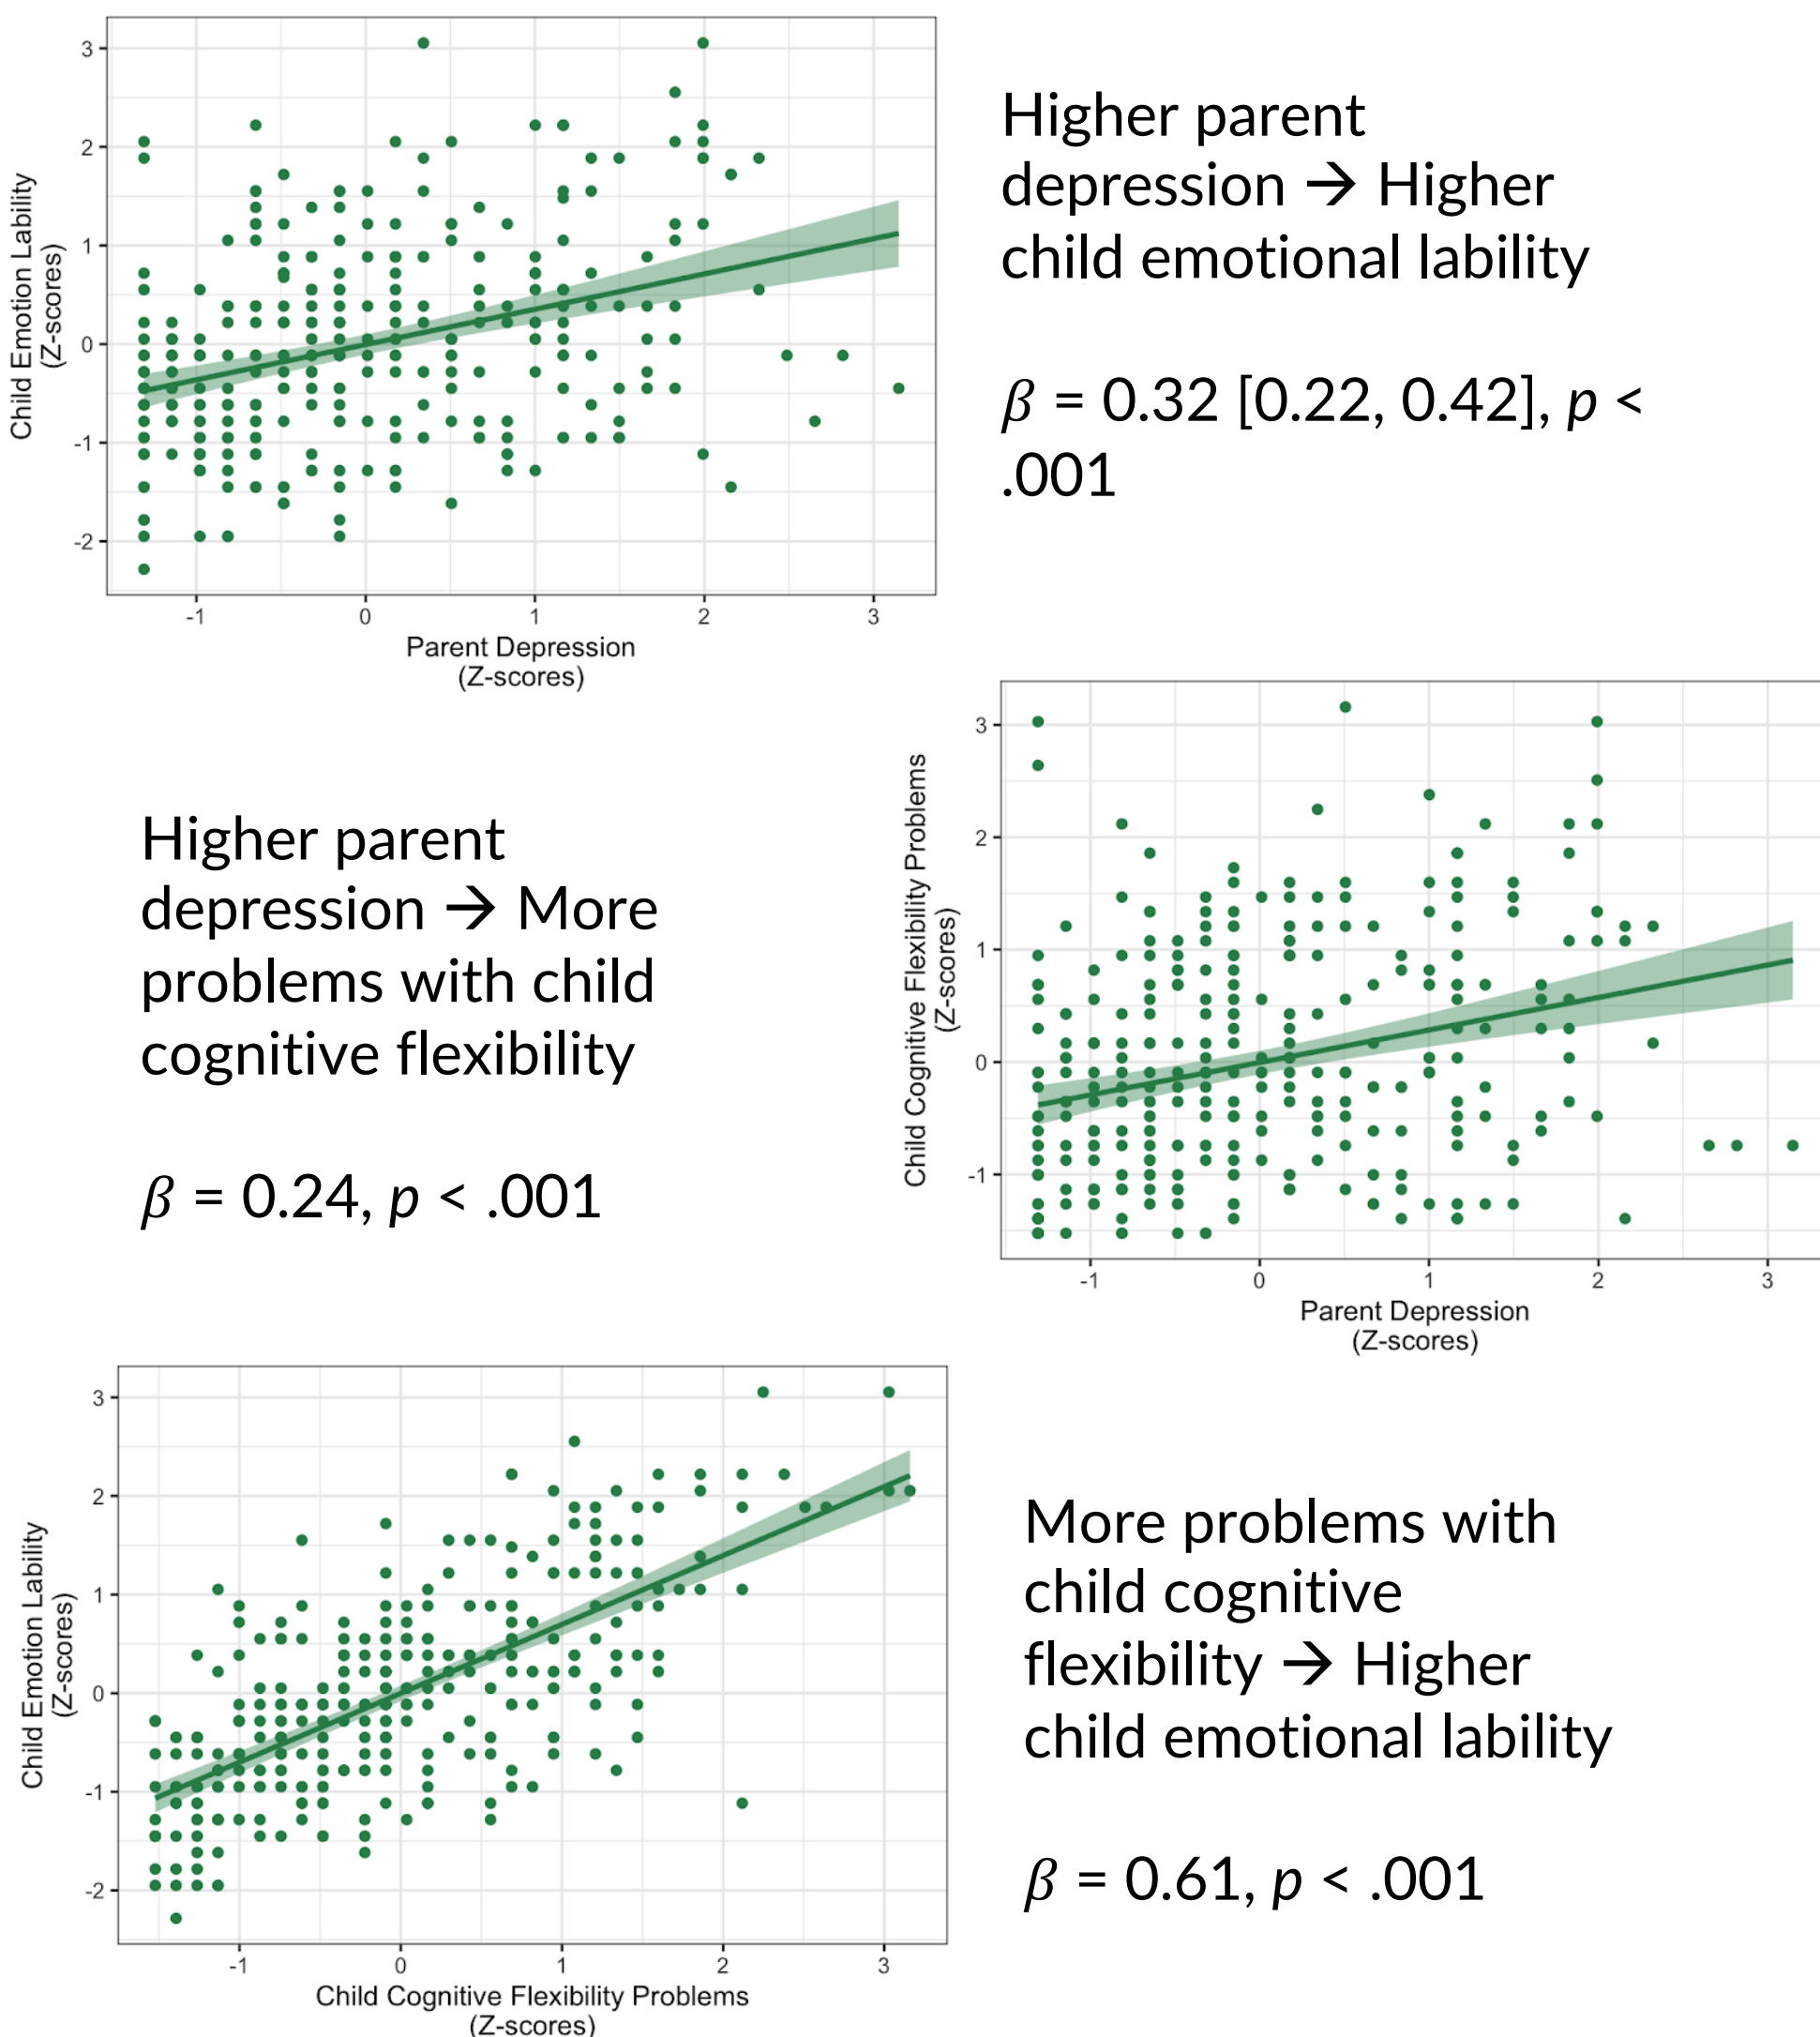 3
2
1
0
-1
-2
Child Emotion Lability
(Z-scores)
-1 0 1 2 3
Parent Depression
(Z-scores)
Higher parent
depression → Higher
child emotional lability
β = 0.32 [0.22, 0.42], p <
.001
Higher parent
depression → More
problems with child
cognitive flexibility
β = 0.24, p < .001
3
2
1
0
-1
Child Cognitive Flexibility Problems
(Z-scores)
-1 0 1 2 3
Parent Depression
(Z-scores)
3
2
1
0
-1
-2
Child Emotion Lability
(Z-scores)
-1 0 1 2 3
Child Cognitive Flexibility Problems
(Z-scores)
More problems with
child cognitive
flexibility → Higher
child emotional lability
β = 0.61, p < .001